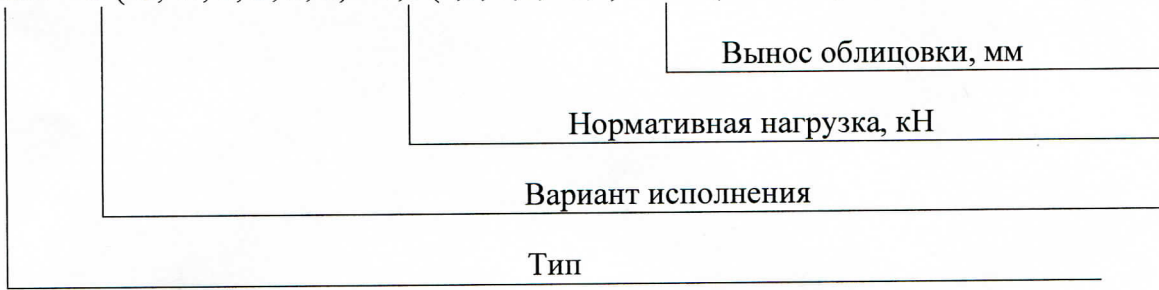 Вынос облицовки, мм
Нормативная нагрузка, кН
Вариант исполнения
Тип